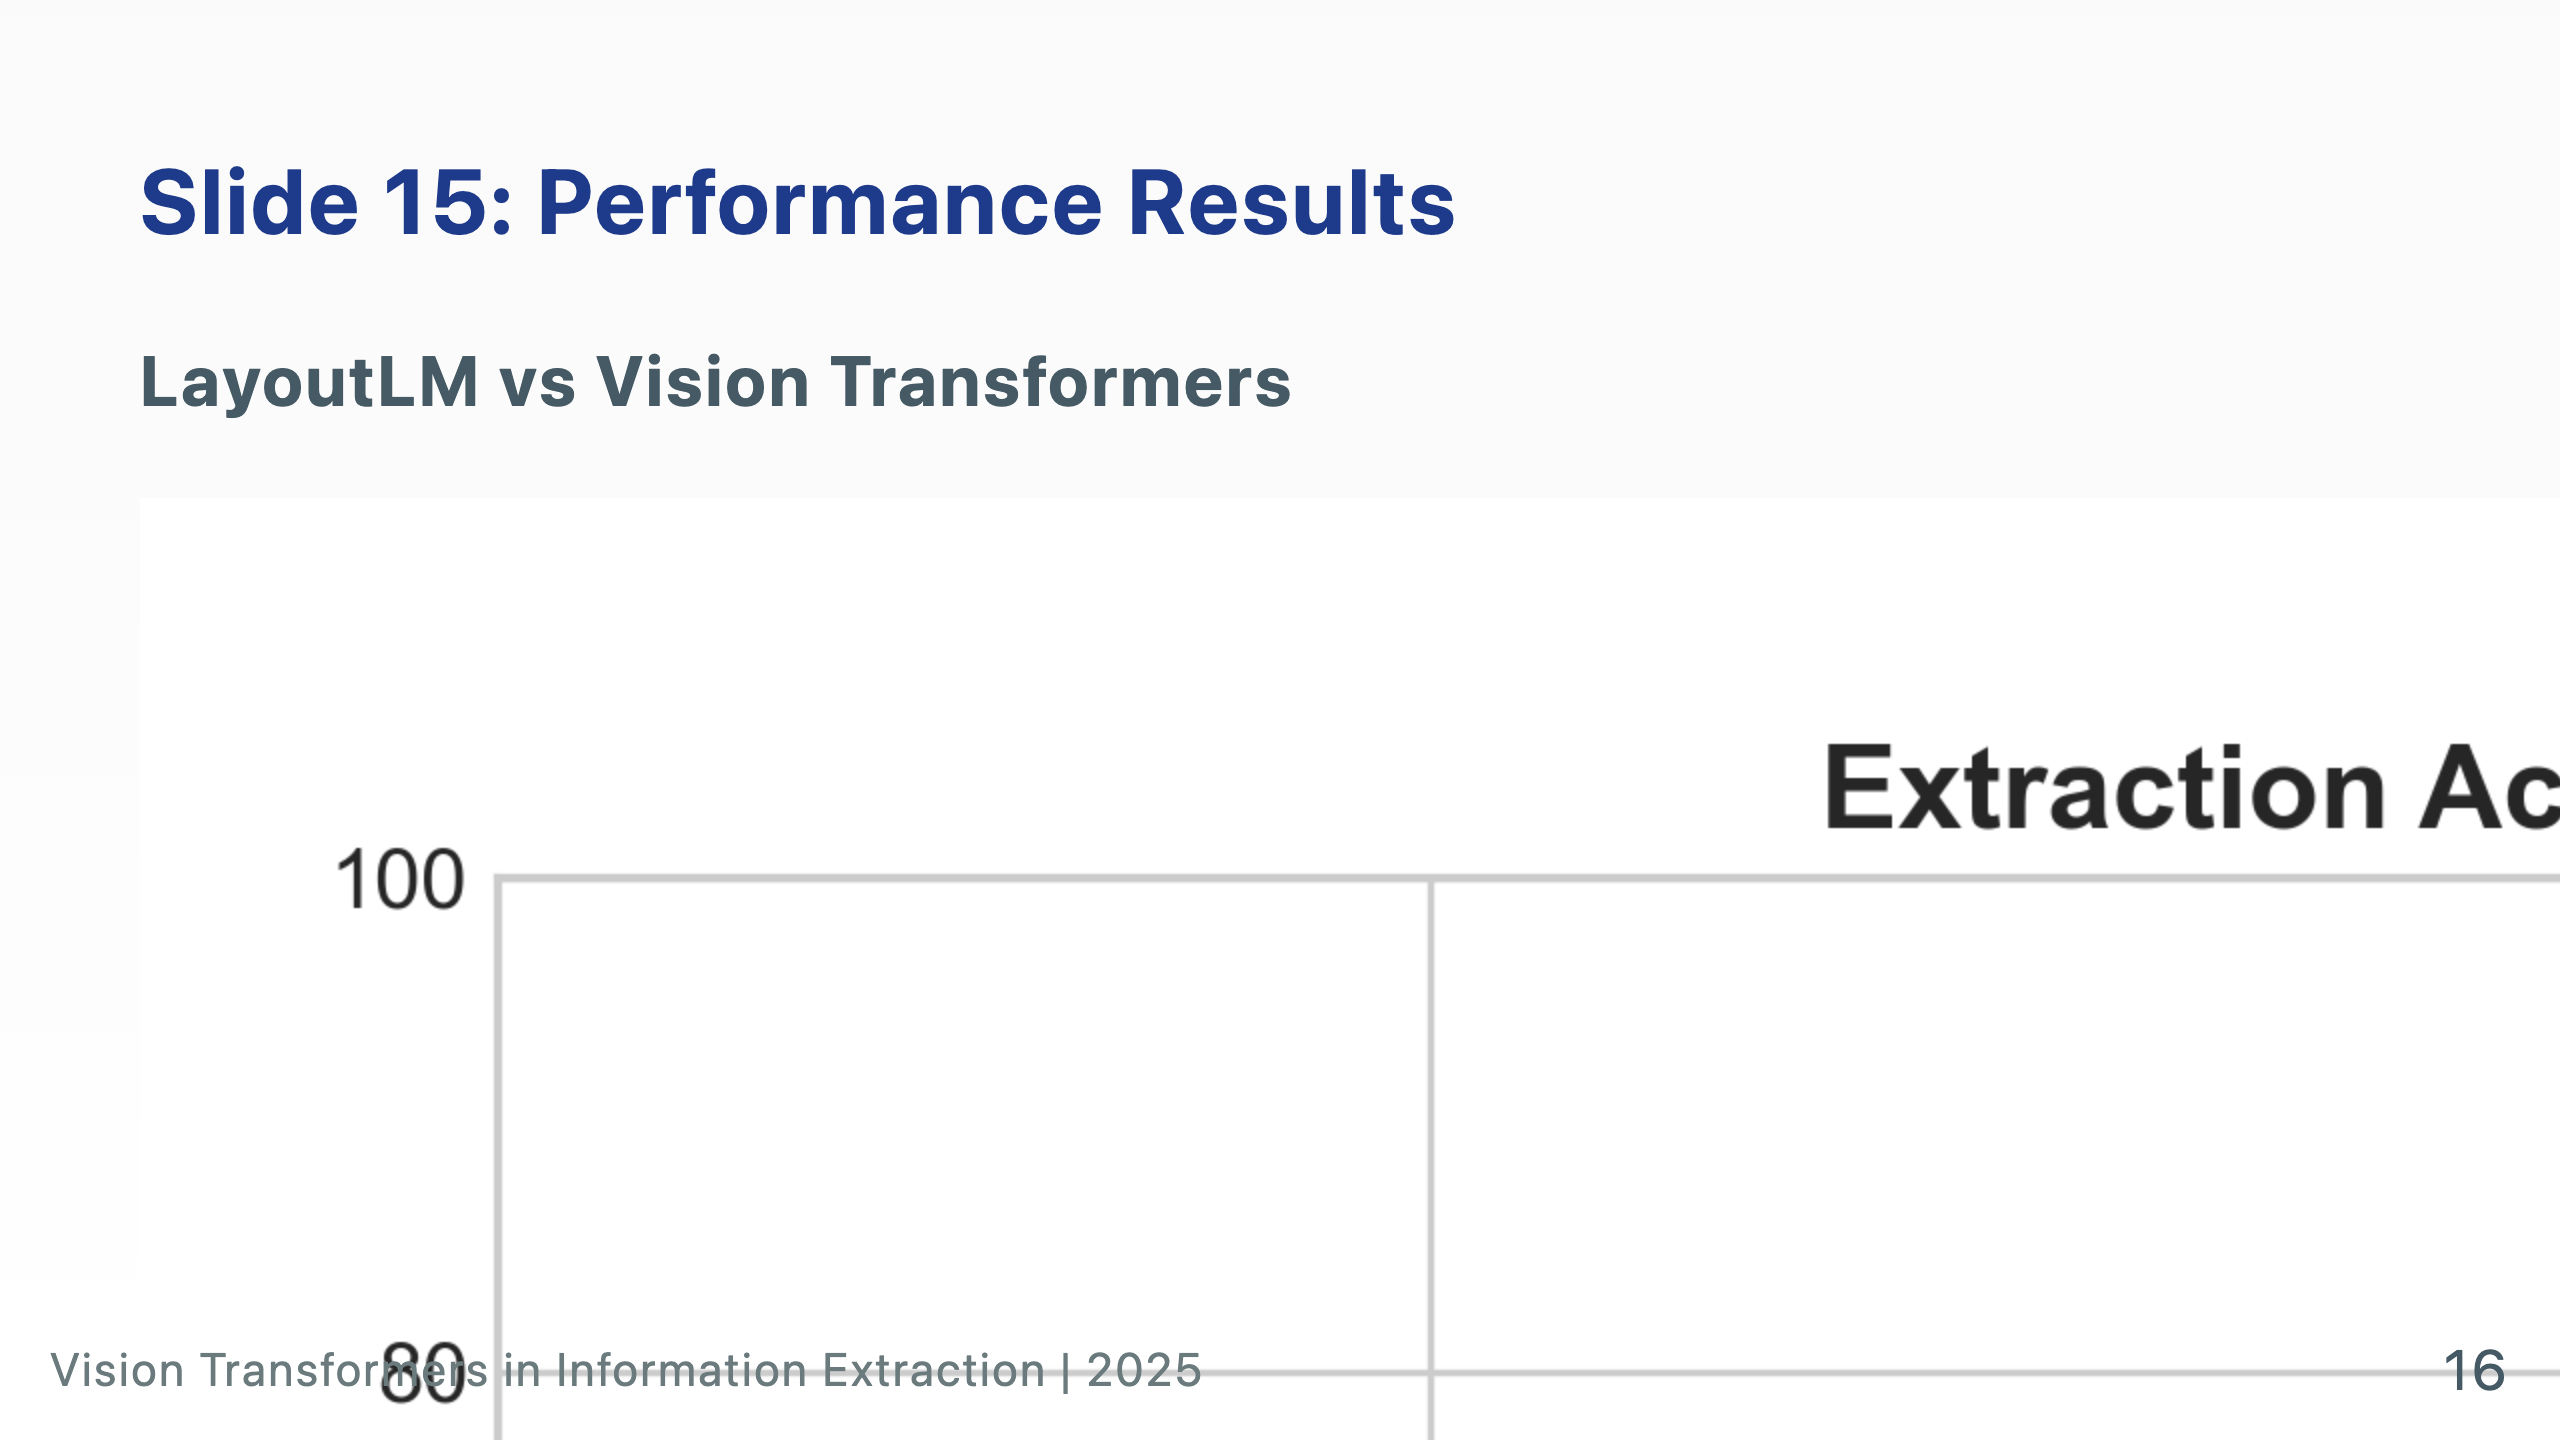 Slide 15: Performance Results
LayoutLM vs Vision Transformers
Extraction Ac
100
80
Vision Transformers in Information Extraction | 2025
16